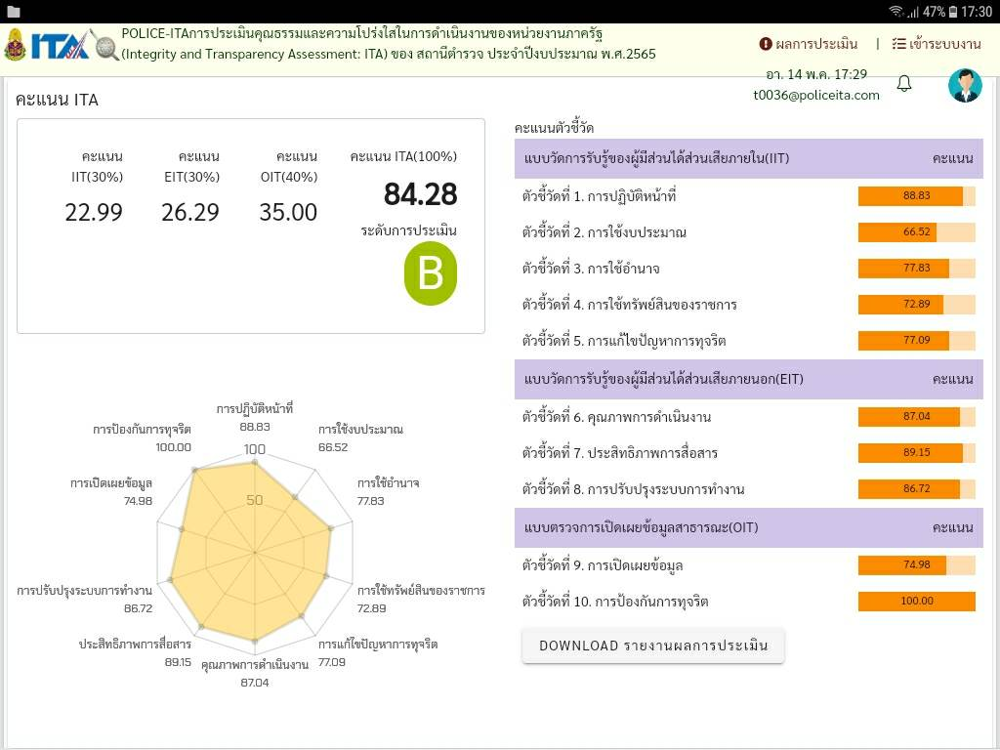 47% 17:30
ITA
POLICE-ITAการประเมินคุณธรรมและความโปร่งใสในการดำเนินงานของหน่วยงานภาครัฐ
(Integrity and Transparency Assessment: ITA) ของ สถานีตำรวจ ประจำปีงบประมาณ พ.ศ.2565
ผลการประเมิน | เข้าระบบงาน
อา. 14 พ.ค. 17:29
t0036@policeita.com
คะแนน ITA
คะแนน IIT(30%)
22.99
คะแนน EIT(30%)
26.29
คะแนน OIT(40%)
35.00
คะแนน ITA(100%)
84.28
ระดับการประเมิน
B
การปฏิบัติหน้าที่
88.83
การใช้งบประมาณ
66.52
การใช้อำนาจ
77.83
การใช้ทรัพย์สินของราชการ
72.89
การแก้ไขปัญหาการทุจริต
77.09
คุณภาพการดำเนินงาน
87.04
ประสิทธิภาพการสื่อสาร
89.15
การปรับปรุงระบบการทำงาน
86.72
การเปิดเผยข้อมูล
74.98
การป้องกันการทุจริต
100.00
100
50
คะแนนตัวชี้วัด
แบบวัดการรับรู้ของผู้มีส่วนได้ส่วนเสียภายใน(IIT) คะแนน
ตัวชี้วัดที่ 1. การปฏิบัติหน้าที่ 88.83
ตัวชี้วัดที่ 2. การใช้งบประมาณ 66.52
ตัวชี้วัดที่ 3. การใช้อำนาจ 77.83
ตัวชี้วัดที่ 4. การใช้ทรัพย์สินของราชการ 72.89
ตัวชี้วัดที่ 5. การแก้ไขปัญหาการทุจริต 77.09
แบบวัดการรับรู้ของผู้มีส่วนได้ส่วนเสียภายนอก(EIT) คะแนน
ตัวชี้วัดที่ 6. คุณภาพการดำเนินงาน 87.04
ตัวชี้วัดที่ 7. ประสิทธิภาพการสื่อสาร 89.15
ตัวชี้วัดที่ 8. การปรับปรุงระบบการทำงาน 86.72
แบบตรวจการเปิดเผยข้อมูลสาธารณะ(OIT) คะแนน
ตัวชี้วัดที่ 9. การเปิดเผยข้อมูล 74.98
ตัวชี้วัดที่ 10. การป้องกันการทุจริต 100.00
DOWNLOAD รายงานผลการประเมิน